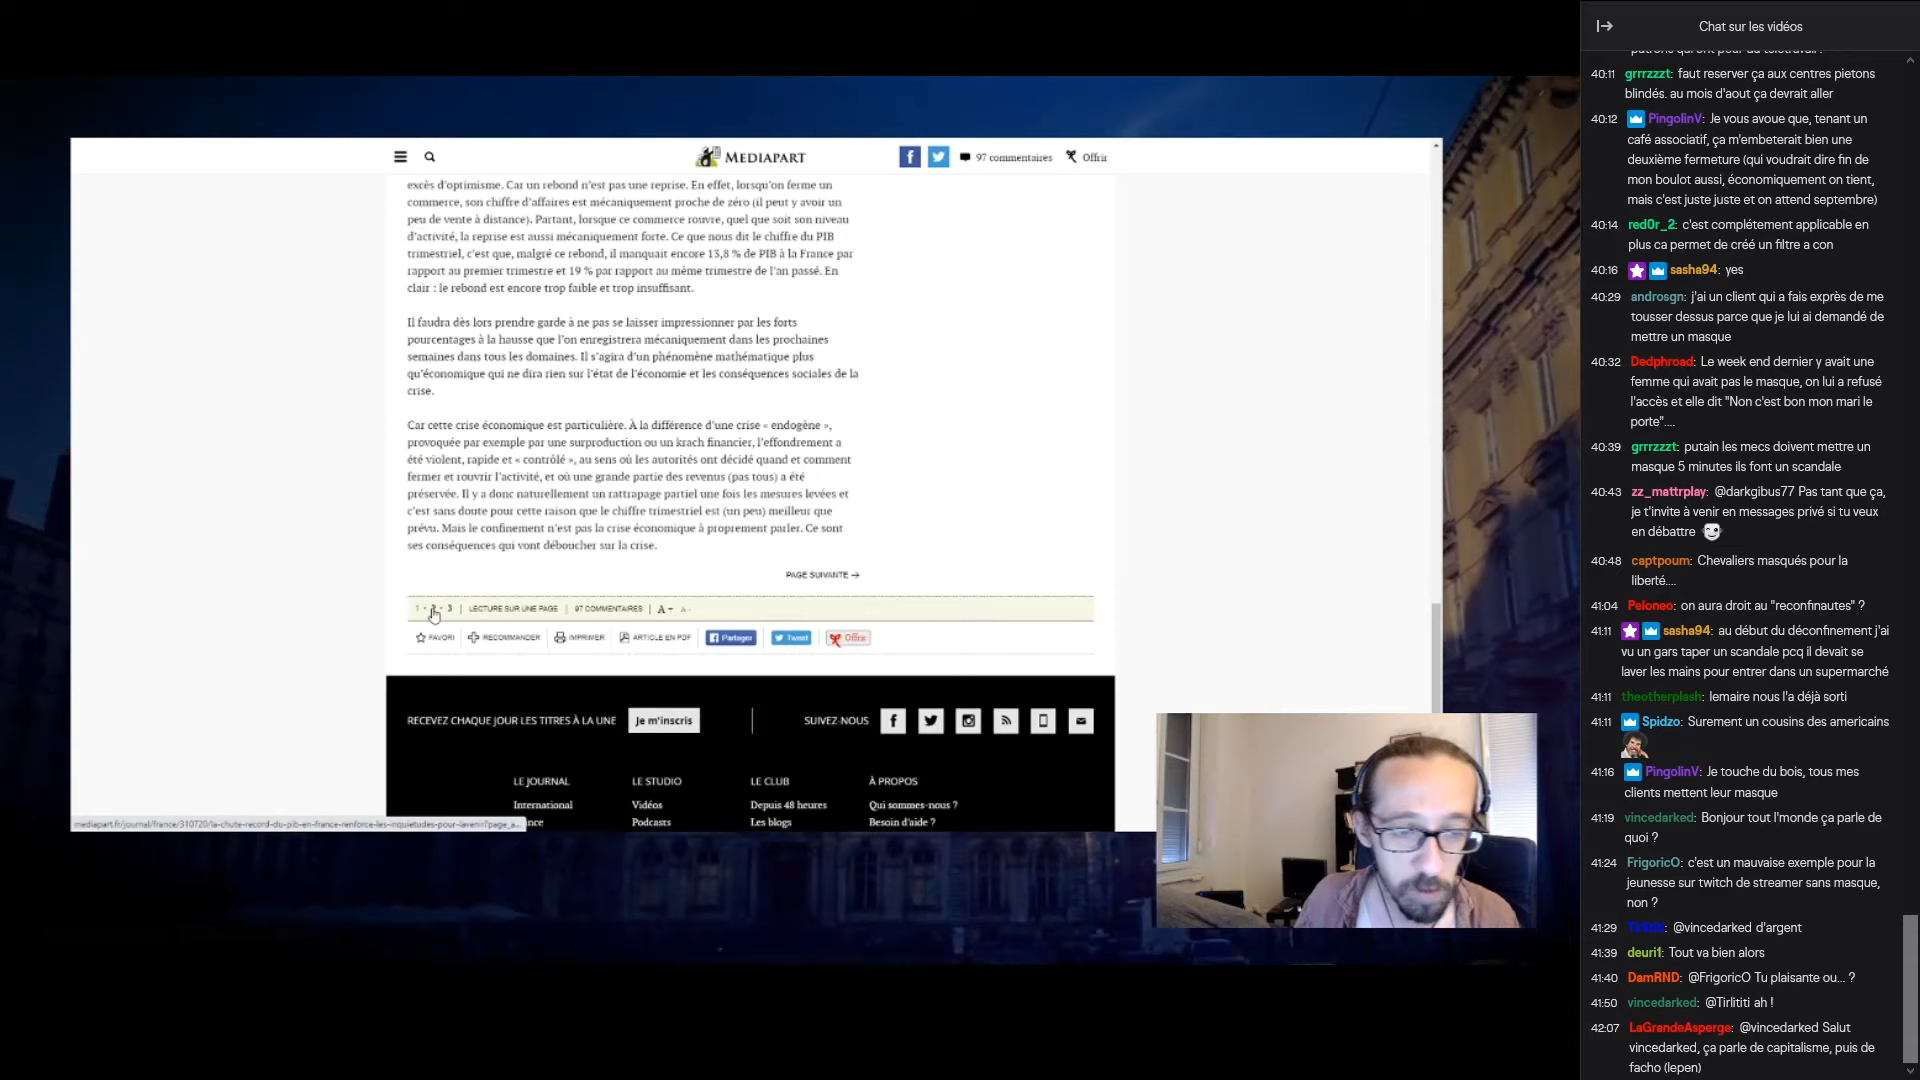 MEDIAPART
97 commentaires
Offrir
excès d'optimisme. Car un rebond n'est pas une reprise. En effet, lorsqu'on ferme un
commerce, son chiffre d'affaires est mécaniquement proche de zéro (il peut y avoir un
peu de vente à distance). Partant, lorsque ce commerce rouvre, quel que soit son niveau
d'activité, la reprise est aussi mécaniquement forte. Ce que nous dit le chiffre du PIB
trimestriel, c'est que, malgré ce rebond, il manquait encore 13,8 % de PIB à la France par
rapport au premier trimestre et 19 % par rapport au même trimestre de l'an passé. En
clair : le rebond est encore trop faible et trop insuffisant.
Il faudra dès lors prendre garde à ne pas se laisser impressionner par les forts
pourcentages à la hausse que l'on enregistrera mécaniquement dans les prochaines
semaines dans tous les domaines. Il s'agira d'un phénomène mathématique plus
qu'économique qui ne dira rien sur l'état de l'économie et les conséquences sociales de la
crise.
Car cette crise économique est particulière. À la différence d'une crise « endogène »,
provoquée par exemple par une surproduction ou un krach financier, l'effondrement a
été violent, rapide et « contrôlé », au sens où les autorités ont décidé quand et comment
fermer et rouvrir l'activité, et où une grande partie des revenus (pas tous) a été
préservée. Il y a donc naturellement un rattrapage partiel une fois les mesures levées et
c'est sans doute pour cette raison que le chiffre trimestriel est (un peu) meilleur que
prévu. Mais le confinement n'est pas la crise économique à proprement parler. Ce sont
ses conséquences qui vont déboucher sur la crise.
PAGE SUIVANTE →
1 - 2 - 3 | LECTURE SUR UNE PAGE | 97 COMMENTAIRES | A+ A-
FAVORI RECOMMANDER IMPRIMER ARTICLE EN PDF Partager Tweet Offrir
RECEVEZ CHAQUE JOUR LES TITRES À LA UNE Je m'inscris SUIVEZ-NOUS
LE JOURNAL LE STUDIO LE CLUB À PROPOS
International Vidéos Depuis 48 heures Qui sommes-nous ?
nce Podcasts Les blogs Besoin d'aide ?
mediapart.fr/journal/france/310720/la-chute-record-du-pib-en-france-renforce-les-inquietudes-pour-lavenir?page_a...
Chat sur les vidéos
40:11 grrrzzzt: faut reserver ça aux centres pietons
blindés. au mois d'aout ça devrait aller
40:12 PingolinV: Je vous avoue que, tenant un
café associatif, ça m'embeterait bien une
deuxième fermeture (qui voudrait dire fin de
mon boulot aussi, économiquement on tient,
mais c'est juste juste et on attend septembre)
40:14 red0r_2: c'est complétement applicable en
plus ca permet de créé un filtre a con
40:16 sasha94: yes
40:29 androsgn: j'ai un client qui a fais exprès de me
tousser dessus parce que je lui ai demandé de
mettre un masque
40:32 Dedphroad: Le week end dernier y avait une
femme qui avait pas le masque, on lui a refusé
l'accès et elle dit "Non c'est bon mon mari le
porte"....
40:39 grrrzzzt: putain les mecs doivent mettre un
masque 5 minutes ils font un scandale
40:43 zz_mattrplay: @darkgibus77 Pas tant que ça,
je t'invite à venir en messages privé si tu veux
en débattre
40:48 captpoum: Chevaliers masqués pour la
liberté....
41:04 Peloneo: on aura droit au "reconfinautes" ?
41:11 sasha94: au début du déconfinement j'ai
vu un gars taper un scandale pcq il devait se
laver les mains pour entrer dans un supermarché
41:11 theotherplash: lemaire nous l'a déjà sorti
41:11 Spidzo: Surement un cousins des americains
41:16 PingolinV: Je touche du bois, tous mes
clients mettent leur masque
41:19 vincedarked: Bonjour tout l'monde ça parle de
quoi ?
41:24 FrigoricO: c'est un mauvaise exemple pour la
jeunesse sur twitch de streamer sans masque,
non ?
41:29 Tirlititi: @vincedarked d'argent
41:39 deuri1: Tout va bien alors
41:40 DamRND: @FrigoricO Tu plaisante ou... ?
41:50 vincedarked: @Tirlititi ah !
42:07 LaGrandeAsperge: @vincedarked Salut
vincedarked, ça parle de capitalisme, puis de
facho (lepen)